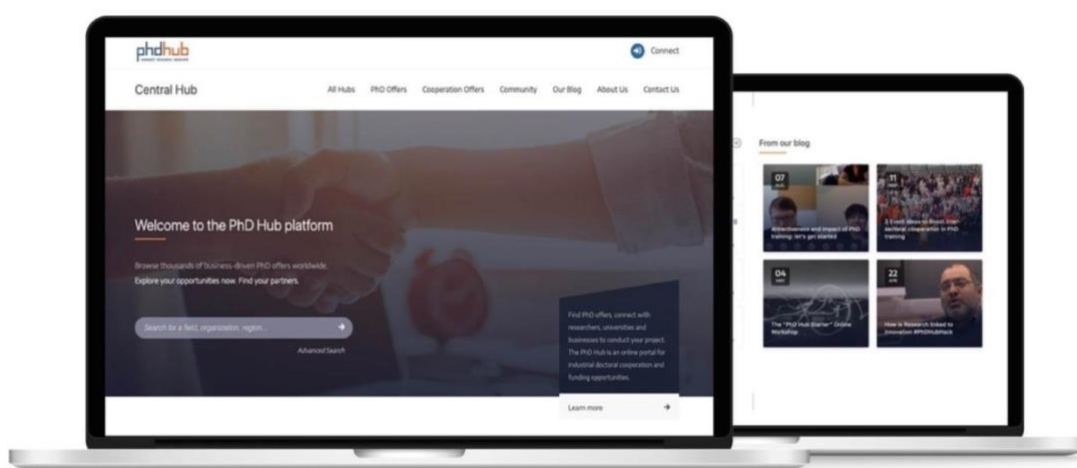 phdhub
Connect
Central Hub
All Hubs PhD Offers Cooperation Offers Community Our Blog About Us Contact Us
Welcome to the PhD Hub platform
Browse thousands of business-driven PhD offers worldwide.
Explore your opportunities now. Find your partners.
Search for a field, organization, region...
Advanced Search
Find PhD offers, connect with
researchers, universities and
businesses to conduct your project.
The PhD Hub is an online portal for
industrial doctoral cooperation and
funding opportunities.
Learn more
From our blog
07
Attractiveness and impact of PhD
training: let's get started
11
3 Event Ideas to Boost Inter-
sectoral cooperation in PhD
training
04
The "PhD Hub Starter" Online
Workshop
22
How is Research linked to
Innovation #PhDHubHack